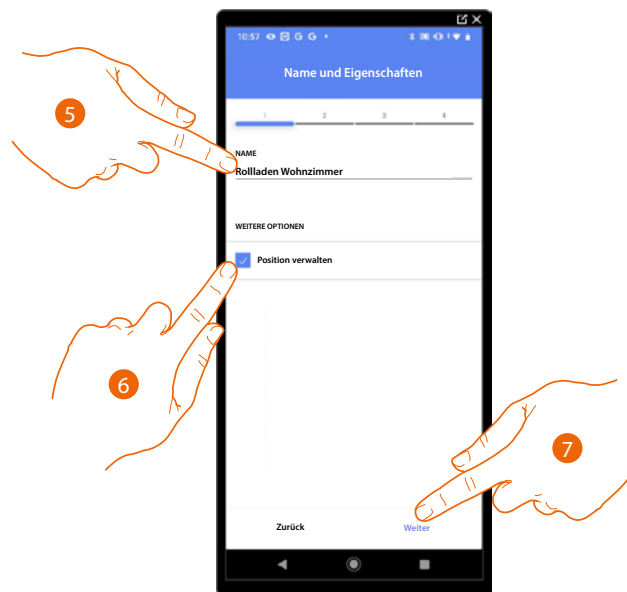 10:57 G G
Name und Eigenschaften
1 2 3 4
NAME
Rollladen Wohnzimmer
WEITERE OPTIONEN
Position verwalten
Zurück Weiter
5
6
7